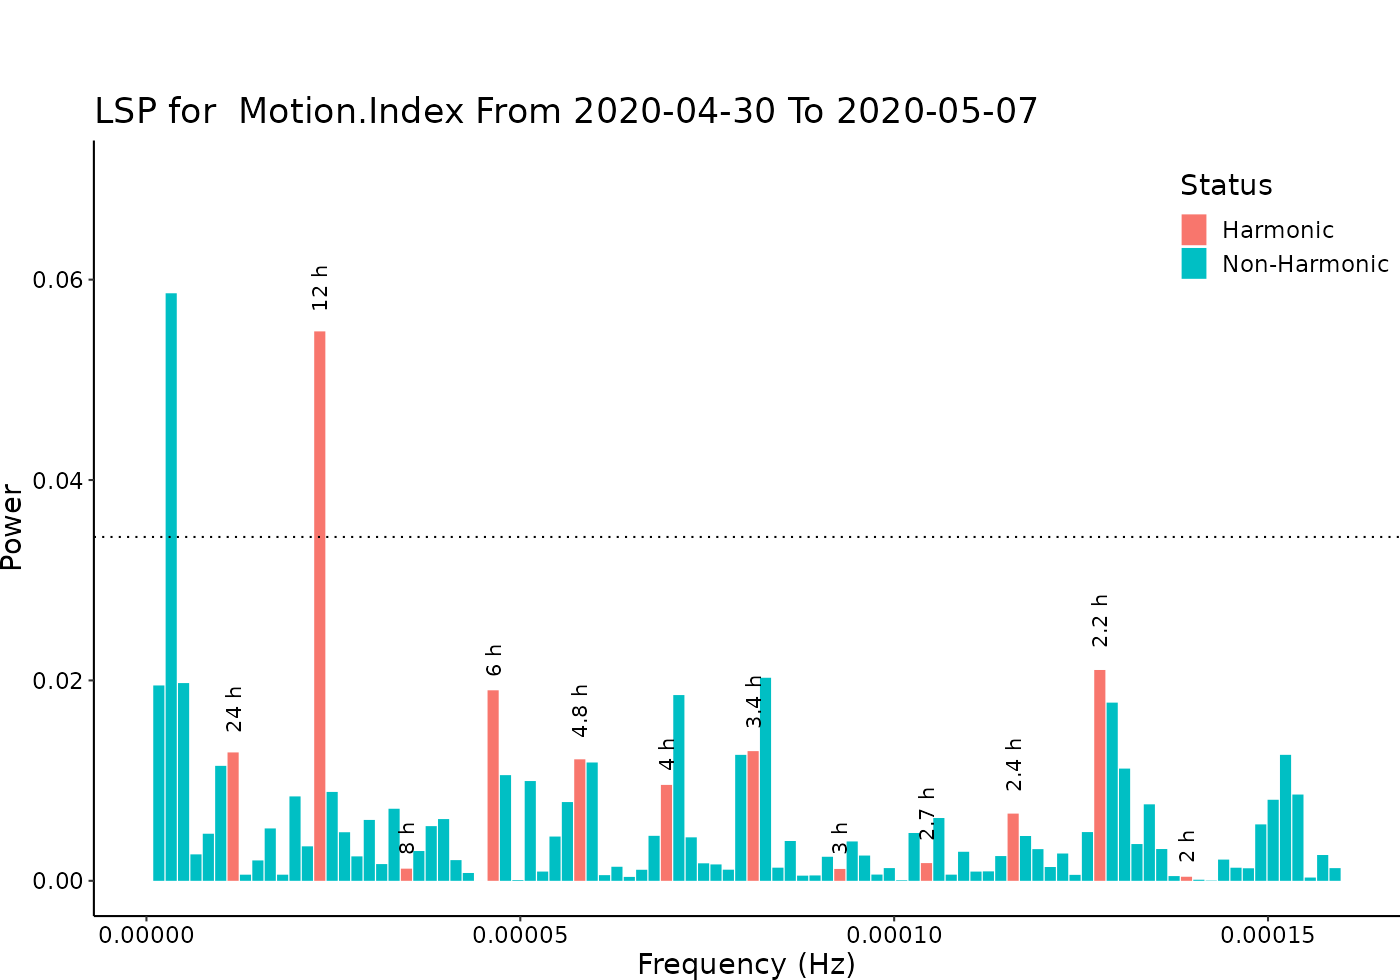 LSP for  Motion.Index From 2020-04-30 To 2020-05-07
Status
Harmonic
Non-Harmonic
Power
0.06
0.04
0.02
0.00
24 h
12 h
8 h
6 h
4.8 h
4 h
3.4 h
3 h
2.7 h
2.4 h
2.2 h
2 h
0.00000
0.00005
0.00010
0.00015
Frequency (Hz)